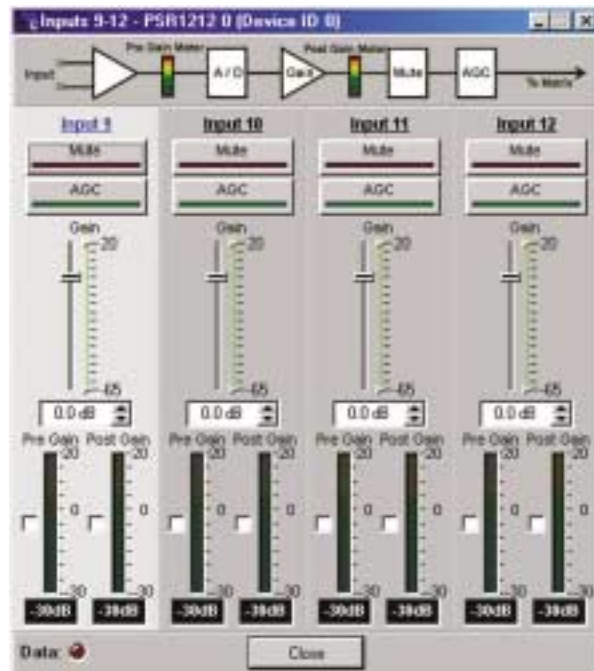 Inputs 9-12 - PSR1212 0 (Device ID 0)
Pre Gain Meter
Post Gain Meter
Input
A / D
Gain
Mute
AGC
To Matrix
Input 9 Input 10 Input 11 Input 12
Mute Mute Mute Mute
AGC AGC AGC AGC
Gain Gain Gain Gain
20 20 20 20
-65 -65 -65 -65
0.0 dB 0.0 dB 0.0 dB 0.0 dB
Pre Gain Post Gain Pre Gain Post Gain Pre Gain Post Gain Pre Gain Post Gain
20 20 20 20 20 20 20 20
0 0 0 0 0 0 0 0
-30 -30 -30 -30 -30 -30 -30 -30
-30dB -30dB -30dB -30dB -30dB -30dB -30dB -30dB
Data: Close